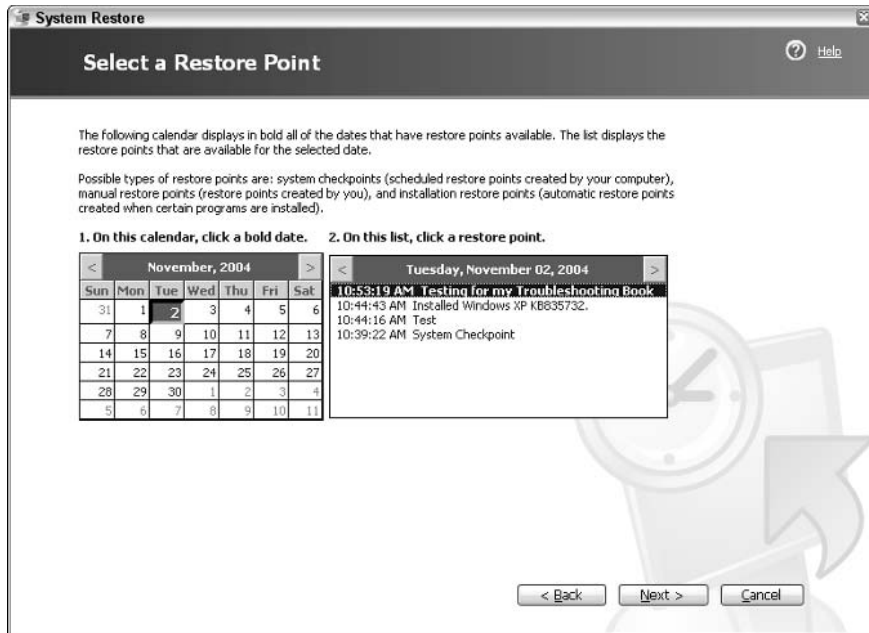 System Restore
Select a Restore Point
Help
The following calendar displays in bold all of the dates that have restore points available. The list displays the
restore points that are available for the selected date.
Possible types of restore points are: system checkpoints (scheduled restore points created by your computer),
manual restore points (restore points created by you), and installation restore points (automatic restore points
created when certain programs are installed).
1. On this calendar, click a bold date.
2. On this list, click a restore point.
< November, 2004 >
Sun Mon Tue Wed Thu Fri Sat
31 1 2 3 4 5 6
7 8 9 10 11 12 13
14 15 16 17 18 19 20
21 22 23 24 25 26 27
28 29 30 1 2 3 4
5 6 7 8 9 10 11
< Tuesday, November 02, 2004 >
10:53:19 AM Testing for my Troubleshooting Book
10:44:43 AM Installed Windows XP KB835732.
10:44:16 AM Test
10:39:22 AM System Checkpoint
< Back
Next >
Cancel